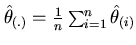 θ̂_(.) = 1/n ∑_{i=1}^{n} θ̂_(i)